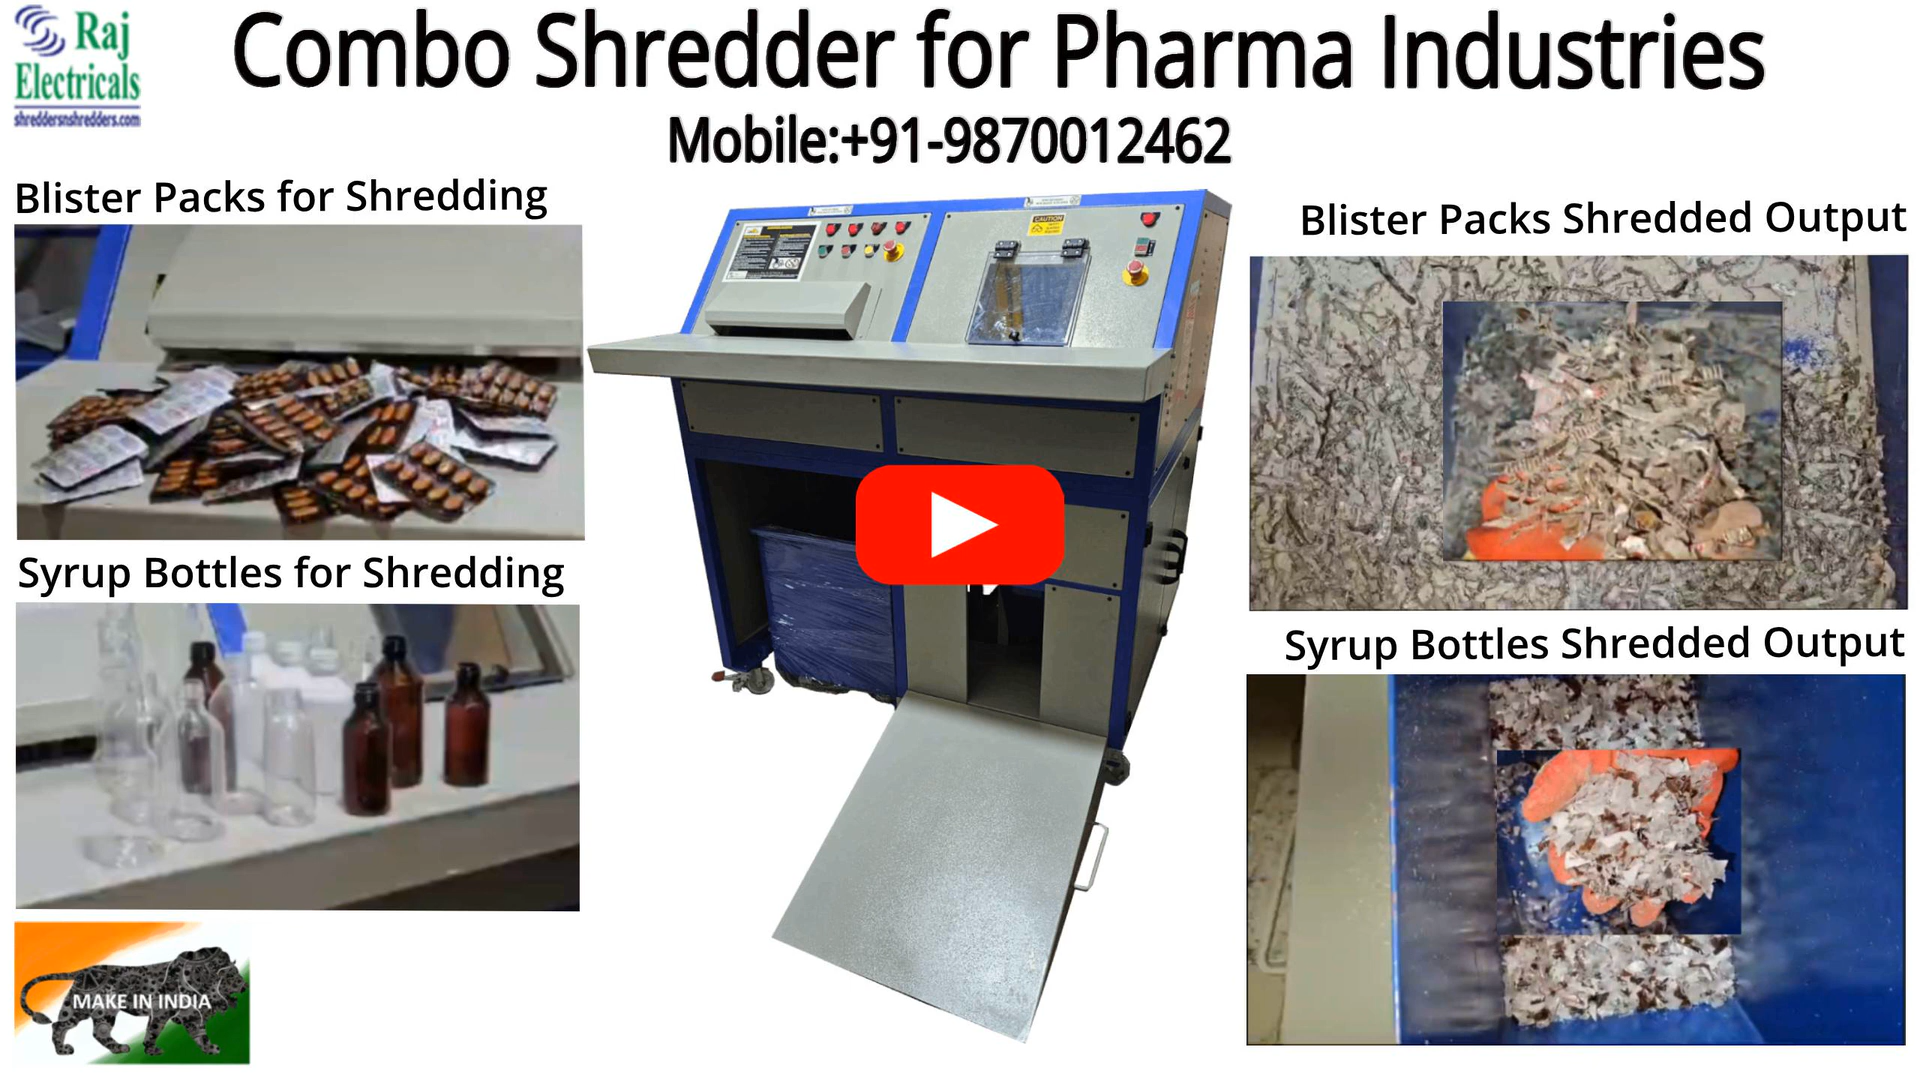 Raj
Electricals
shreddersnshredders.com
Combo Shredder for Pharma Industries
Mobile:+91-9870012462
Blister Packs for Shredding
Blister Packs Shredded Output
CAUTION
Syrup Bottles for Shredding
Syrup Bottles Shredded Output
MAKE IN INDIA